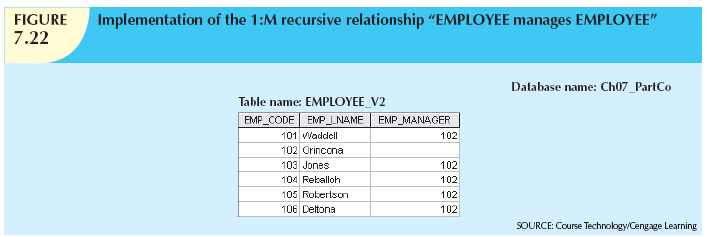 FIGURE 7.22
Implementation of the 1:M recursive relationship “EMPLOYEE manages EMPLOYEE”
Database name: Ch07_PartCo
Table name: EMPLOYEE_V2
EMP_CODE EMP_LNAME EMP_MANAGER
101 Waddell 102
102 Orincona
103 Jones 102
104 Reballoh 102
105 Robertson 102
106 Deltona 102
SOURCE: Course Technology/Cengage Learning